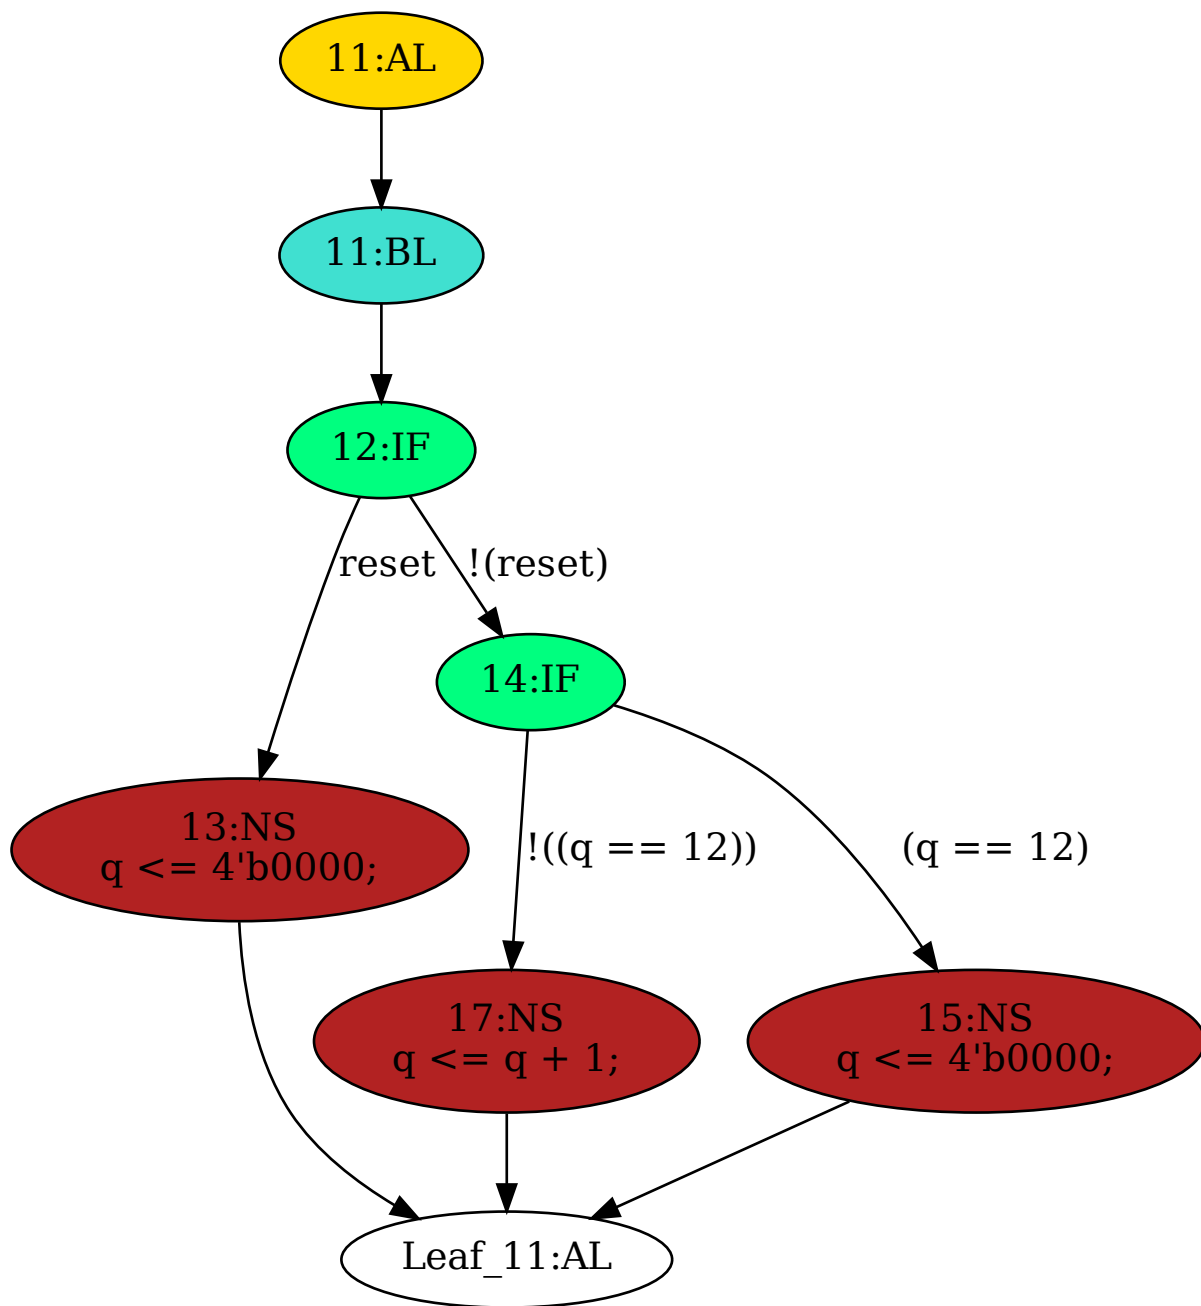 11:AL
11:BL
12:IF
reset
!(reset)
14:IF
13:NS
q <= 4'b0000;
!((q == 12))
(q == 12)
17:NS
q <= q + 1;
15:NS
q <= 4'b0000;
Leaf_11:AL